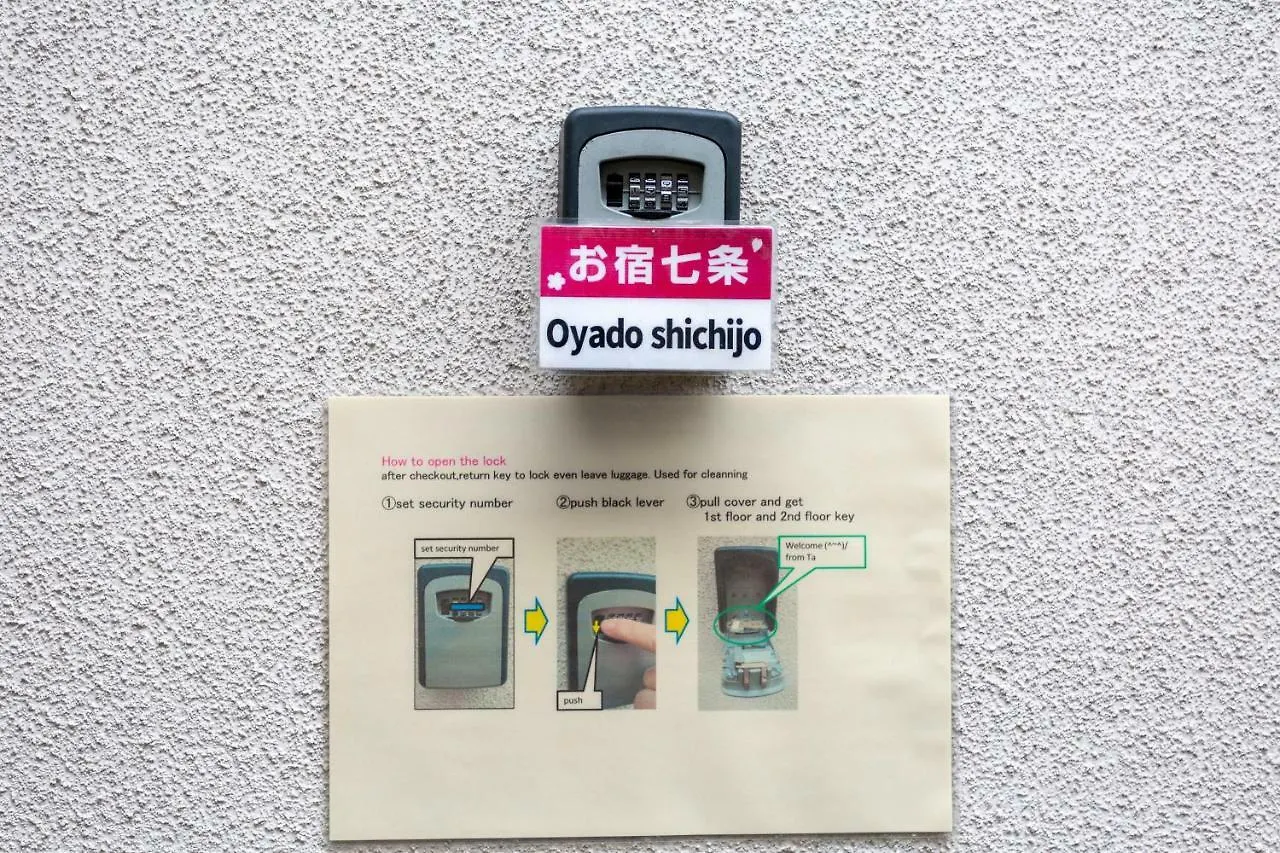 お宿七条
Oyado shichijo
How to open the lock
after checkout,return key to lock even leave luggage. Used for cleanning
①set security number
②push black lever
③pull cover and get
1st floor and 2nd floor key
set security number
push
Welcome (^~^)/
from Ta